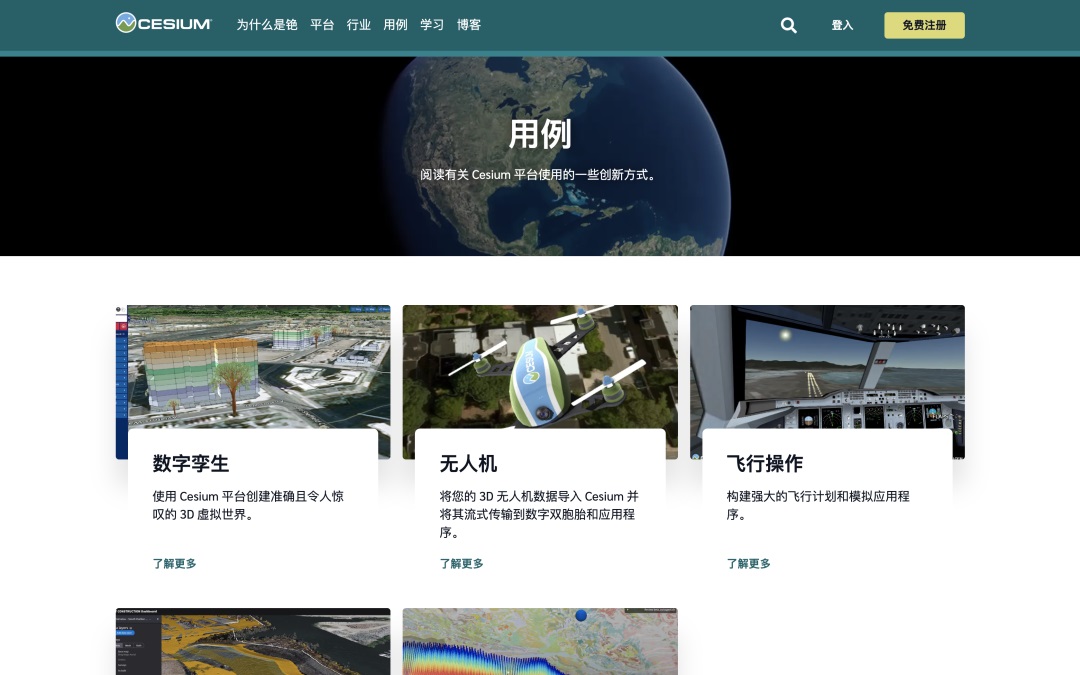 CESIUM 为什么是铯 平台 行业 用例 学习 博客 登入 免费注册
用例
阅读有关 Cesium 平台使用的一些创新方式。
数字孪生
使用 Cesium 平台创建准确且令人惊
叹的 3D 虚拟世界。
了解更多
无人机
将您的 3D 无人机数据导入 Cesium 并
将其流式传输到数字双胞胎和应用程
序。
了解更多
飞行操作
构建强大的飞行计划和模拟应用程
序。
了解更多